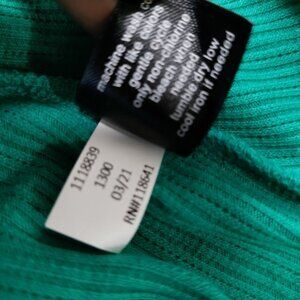 machine wash
with like colors
gentle cycle
only non-chlorine
bleach when
needed
tumble dry low
cool iron if needed
1118839
1300
03/21
RN#118641